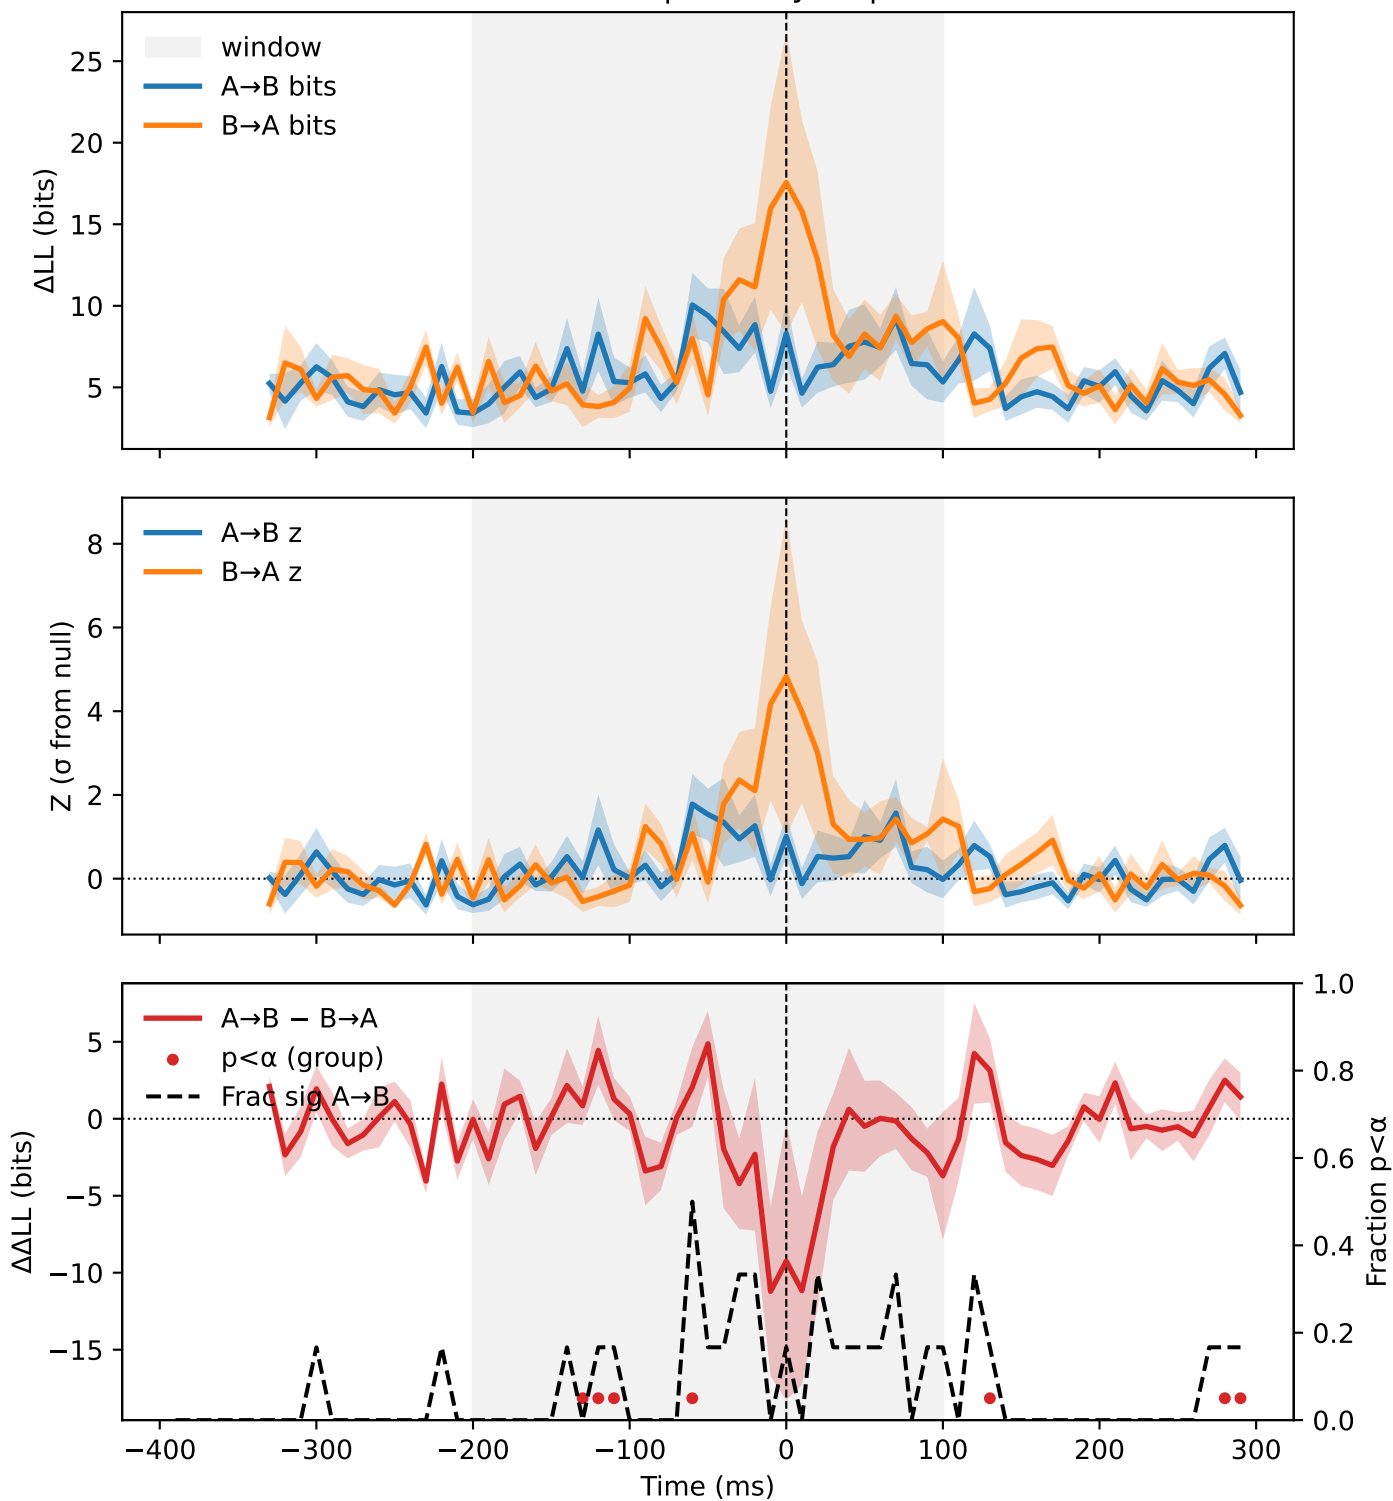 window
A→B bits
B→A bits
ΔLL (bits)
25
20
15
10
5
A→B z
B→A z
Z (σ from null)
8
6
4
2
0
A→B − B→A
p<α (group)
Frac sig A→B
ΔΔLL (bits)
5
0
−5
−10
−15
1.0
0.8
0.6
0.4
0.2
0.0
Fraction p<α
−400 −300 −200 −100 0 100 200 300
Time (ms)